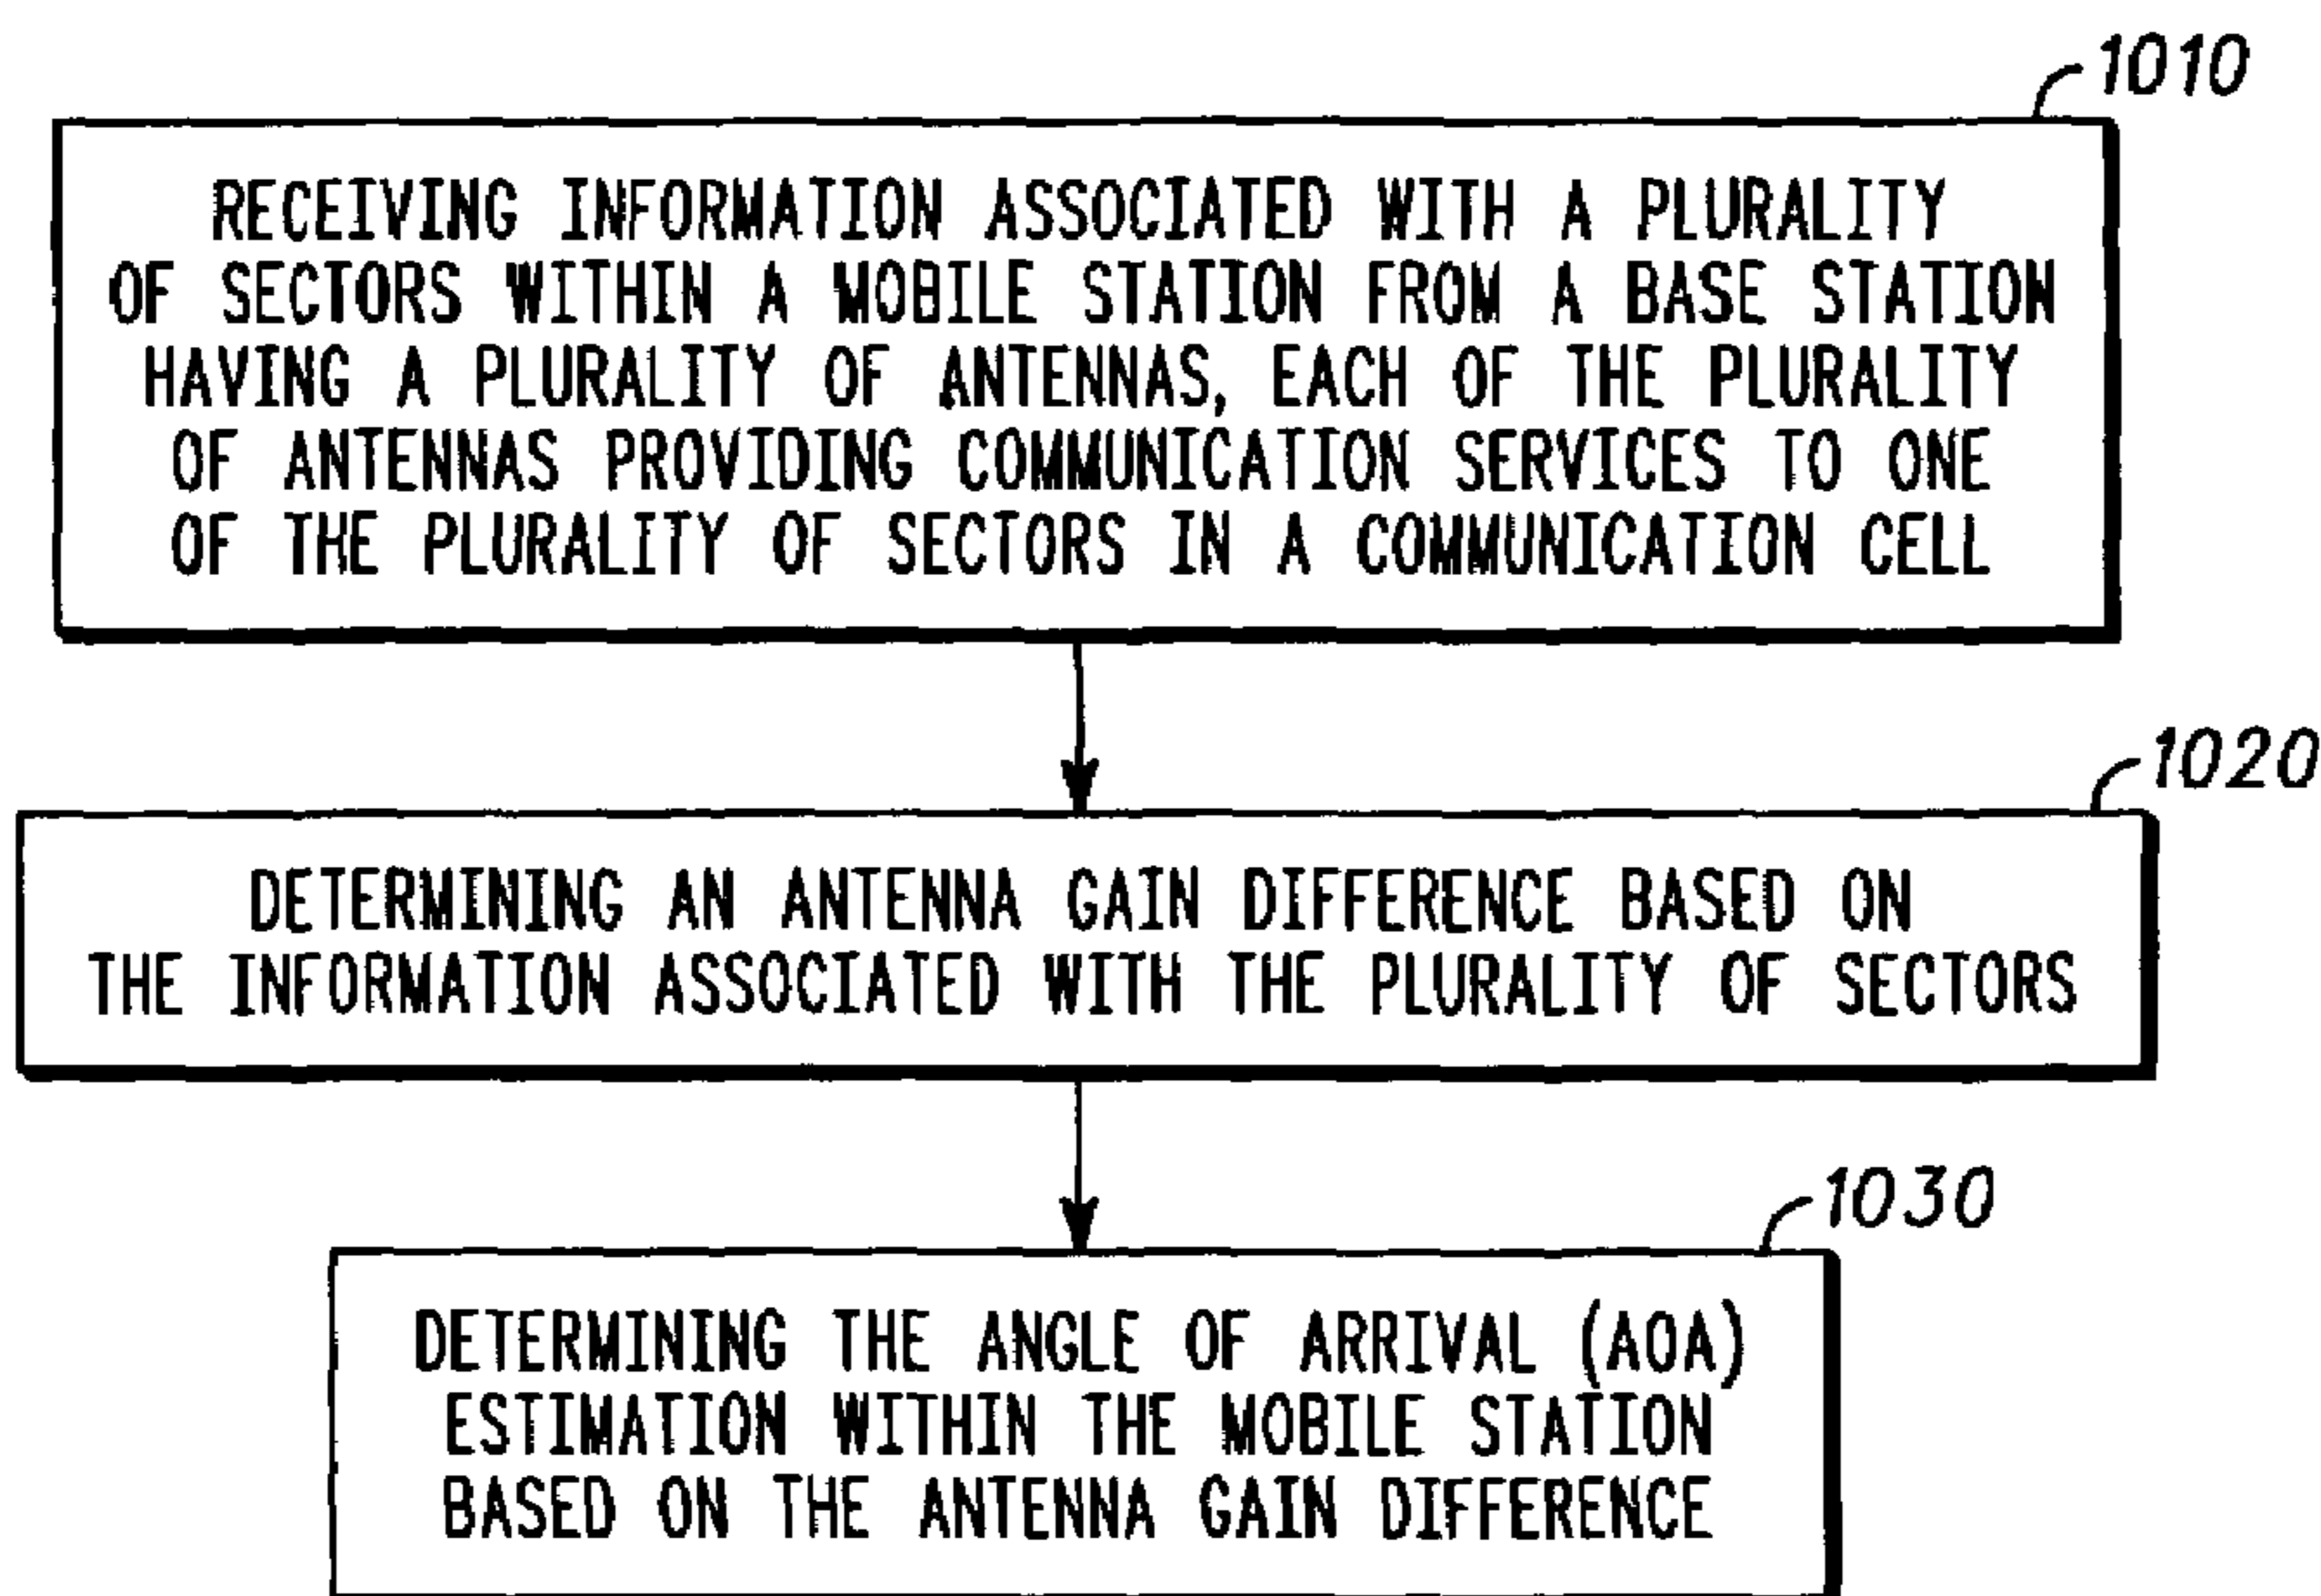 1010
RECEIVING INFORMATION ASSOCIATED WITH A PLURALITY
OF SECTORS WITHIN A MOBILE STATION FROM A BASE STATION
HAVING A PLURALITY OF ANTENNAS, EACH OF THE PLURALITY
OF ANTENNAS PROVIDING COMMUNICATION SERVICES TO ONE
OF THE PLURALITY OF SECTORS IN A COMMUNICATION CELL
1020
DETERMINING AN ANTENNA GAIN DIFFERENCE BASED ON
THE INFORMATION ASSOCIATED WITH THE PLURALITY OF SECTORS
1030
DETERMINING THE ANGLE OF ARRIVAL (AOA)
ESTIMATION WITHIN THE MOBILE STATION
BASED ON THE ANTENNA GAIN DIFFERENCE